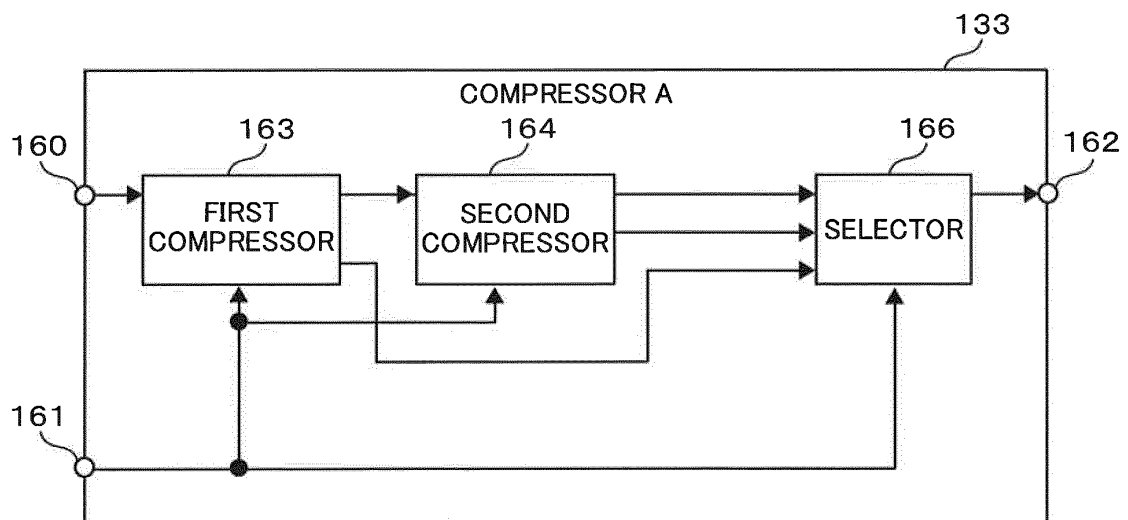 133
COMPRESSOR A
160
163
164
166
162
FIRST
COMPRESSOR
SECOND
COMPRESSOR
SELECTOR
161